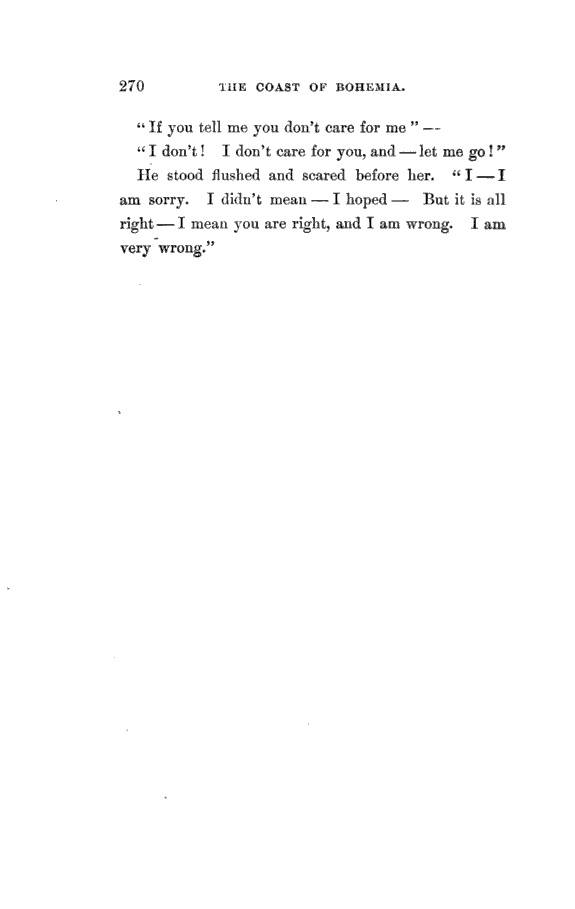 270 THE COAST OF BOHEMIA.
“If you tell me you don't care for me” —
“I don't! I don't care for you, and — let me go!”
He stood flushed and scared before her. “I — I
am sorry. I didn't mean — I hoped — But it is all
right — I mean you are right, and I am wrong. I am
very wrong.”